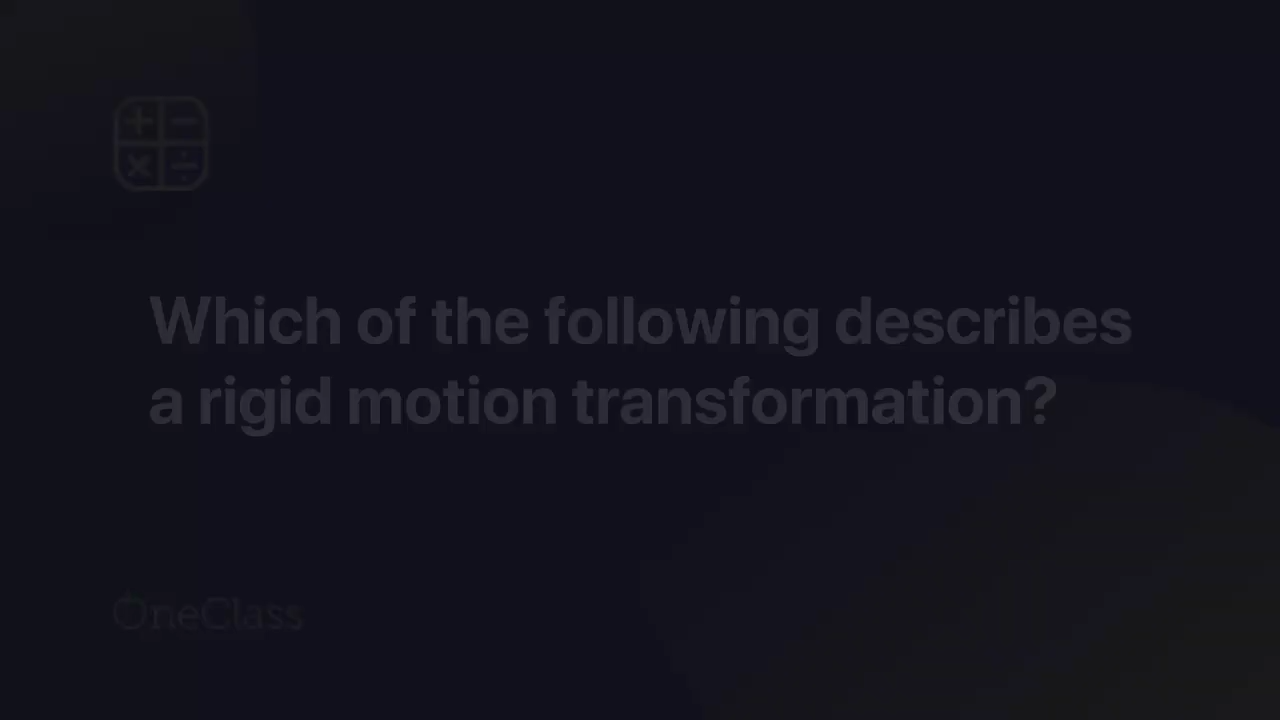 Which of the following describes
a rigid motion transformation?
OneClass